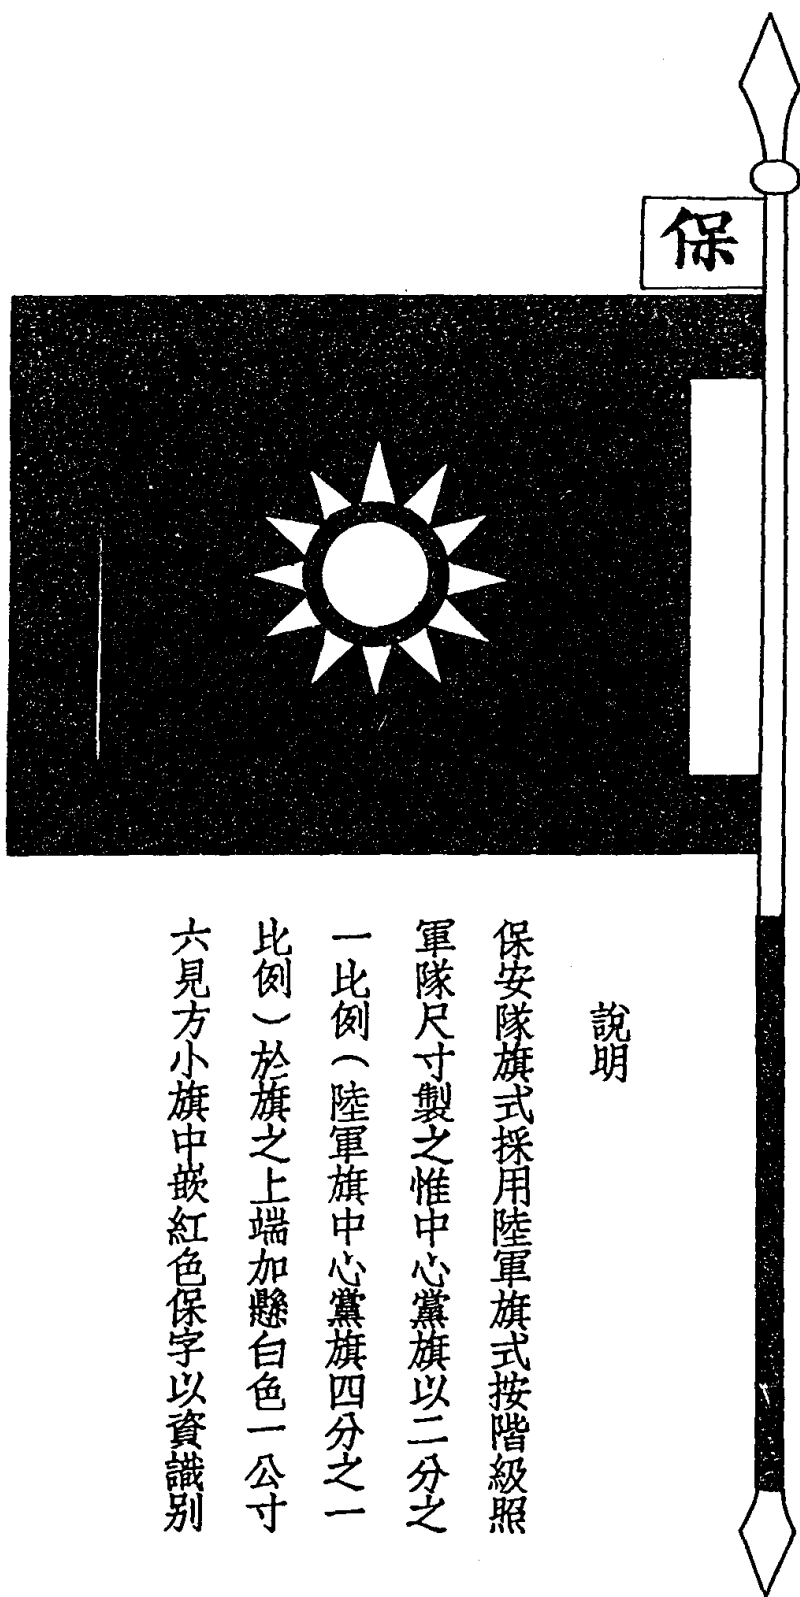 保
說明
保安隊旗式採用陸軍旗式按階級照
軍隊尺寸製之惟中心黨旗以二分之
一比例(陸軍旗中心黨旗四分之一
比例)於旗之上端加懸白色一公寸
六見方小旗中嵌紅色保字以資識别